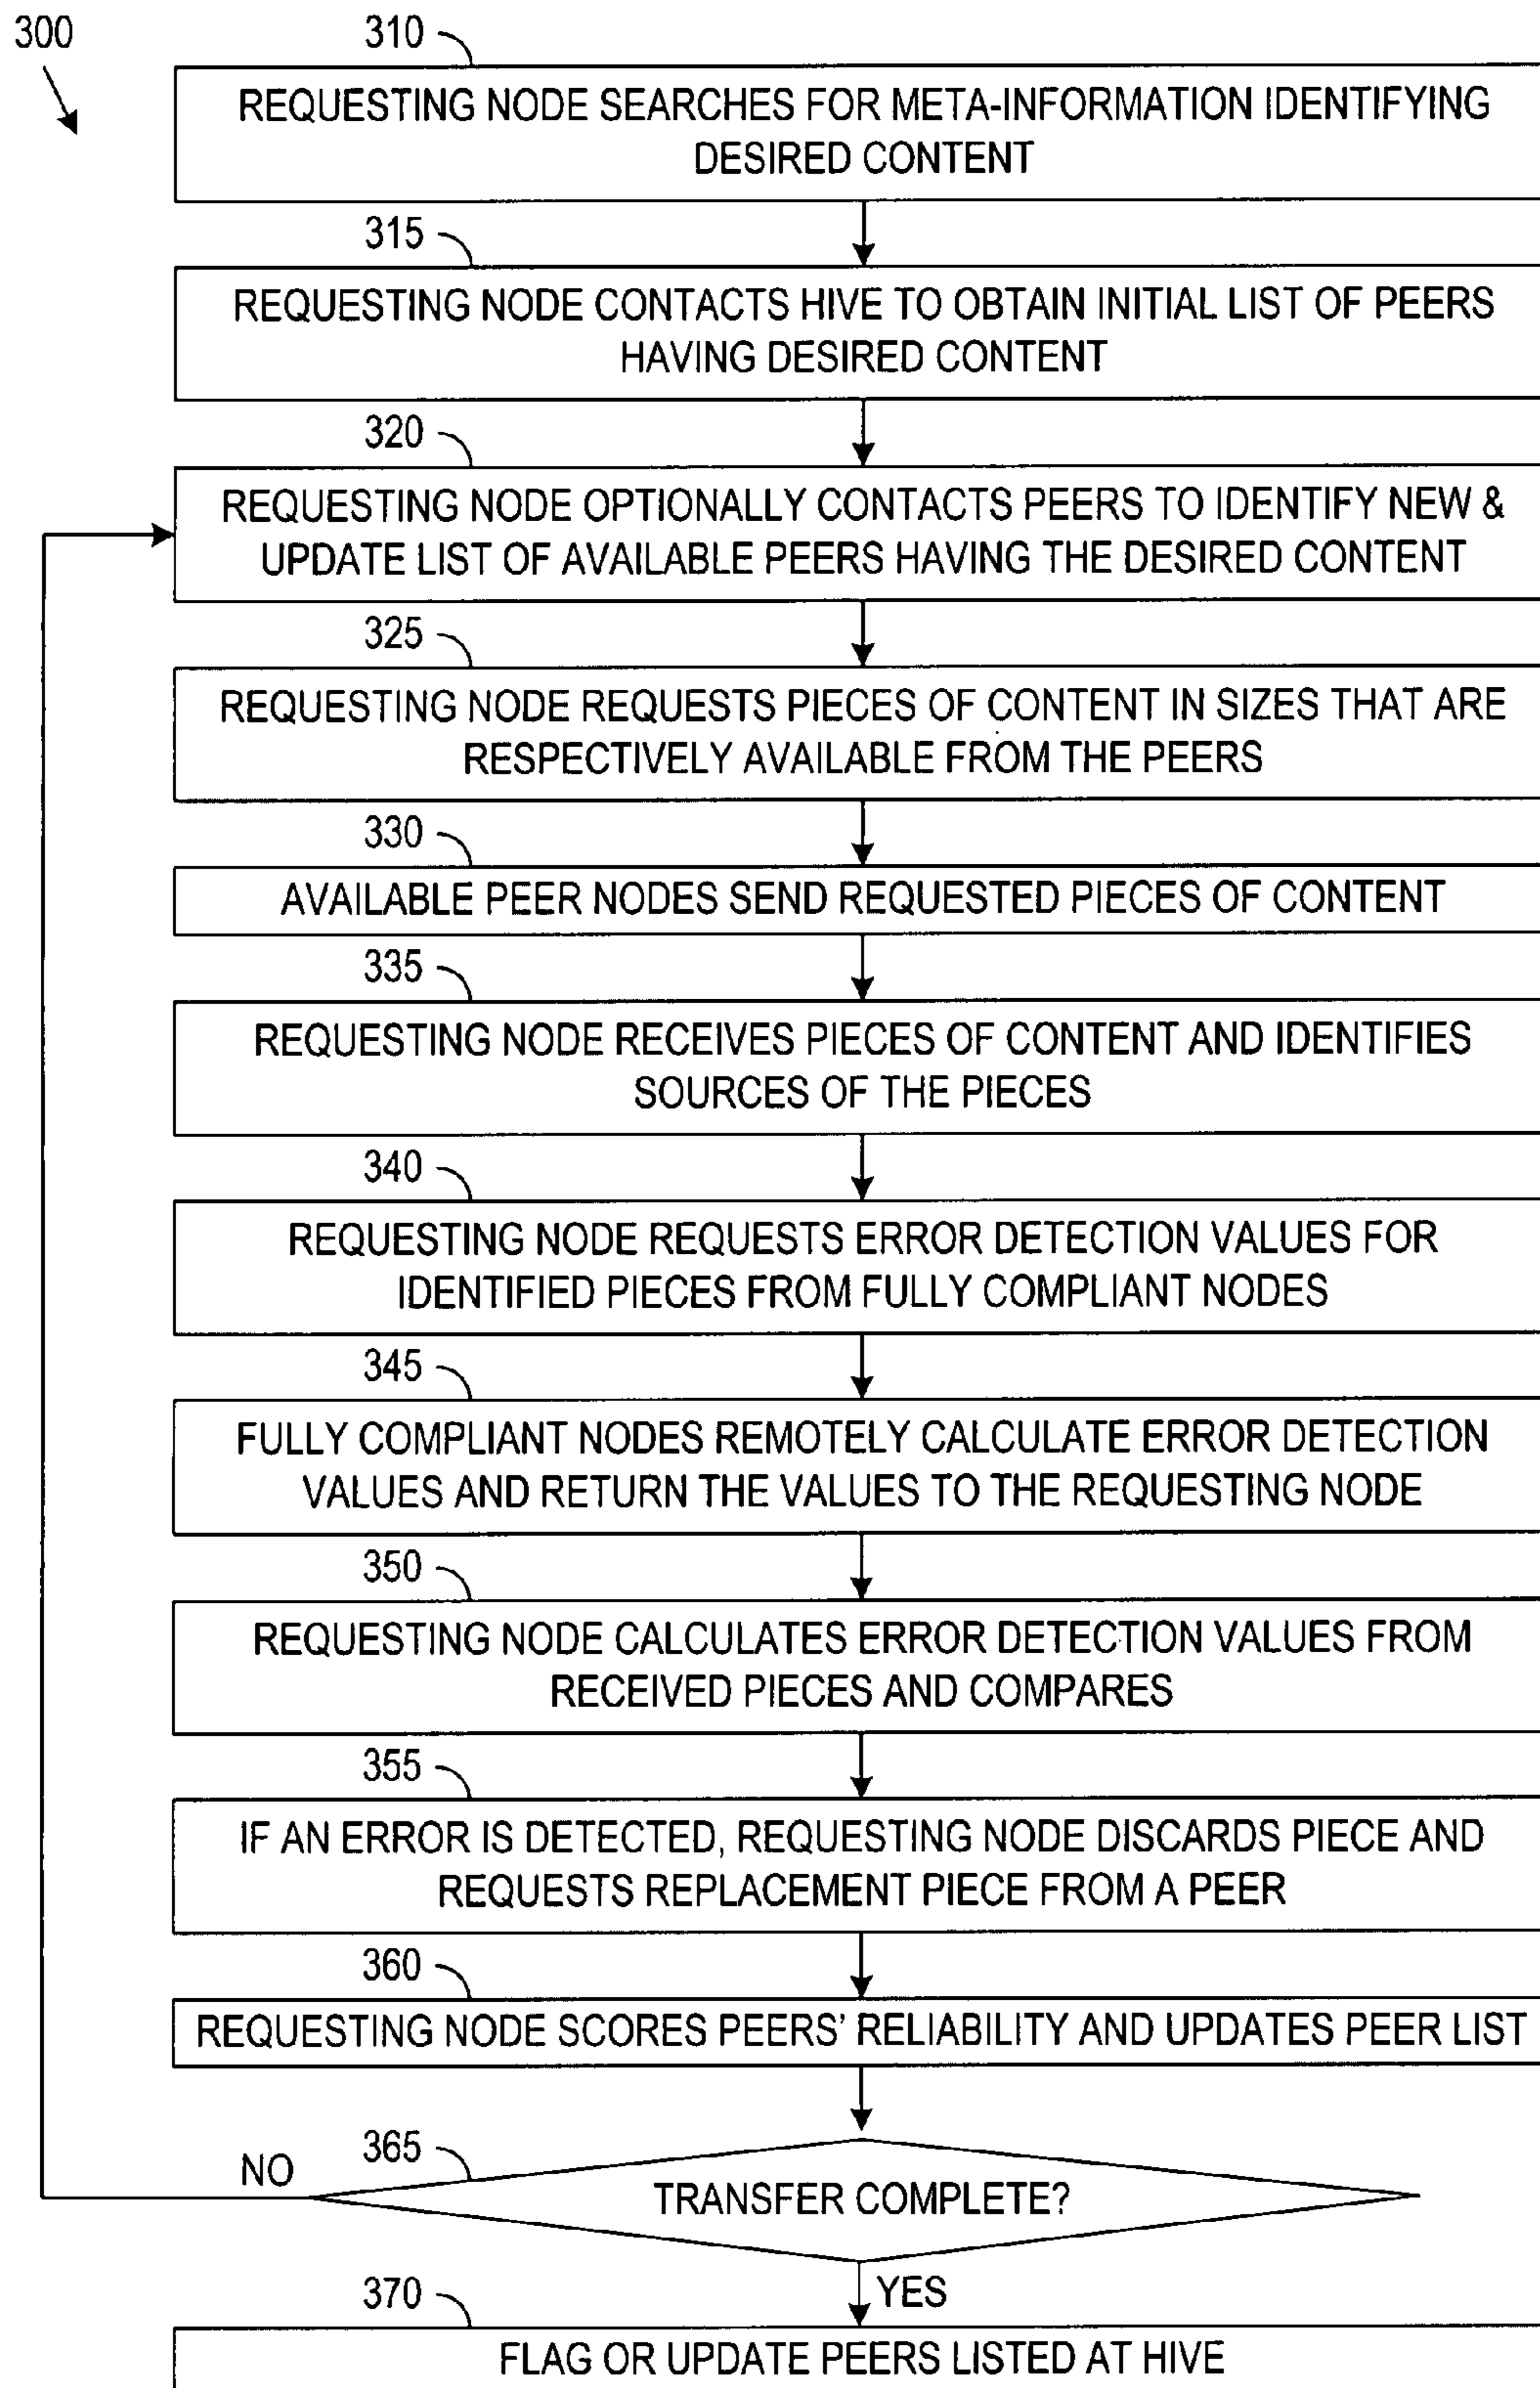 300
310
REQUESTING NODE SEARCHES FOR META-INFORMATION IDENTIFYING
DESIRED CONTENT
315
REQUESTING NODE CONTACTS HIVE TO OBTAIN INITIAL LIST OF PEERS
HAVING DESIRED CONTENT
320
REQUESTING NODE OPTIONALLY CONTACTS PEERS TO IDENTIFY NEW &
UPDATE LIST OF AVAILABLE PEERS HAVING THE DESIRED CONTENT
325
REQUESTING NODE REQUESTS PIECES OF CONTENT IN SIZES THAT ARE
RESPECTIVELY AVAILABLE FROM THE PEERS
330
AVAILABLE PEER NODES SEND REQUESTED PIECES OF CONTENT
335
REQUESTING NODE RECEIVES PIECES OF CONTENT AND IDENTIFIES
SOURCES OF THE PIECES
340
REQUESTING NODE REQUESTS ERROR DETECTION VALUES FOR
IDENTIFIED PIECES FROM FULLY COMPLIANT NODES
345
FULLY COMPLIANT NODES REMOTELY CALCULATE ERROR DETECTION
VALUES AND RETURN THE VALUES TO THE REQUESTING NODE
350
REQUESTING NODE CALCULATES ERROR DETECTION VALUES FROM
RECEIVED PIECES AND COMPARES
355
IF AN ERROR IS DETECTED, REQUESTING NODE DISCARDS PIECE AND
REQUESTS REPLACEMENT PIECE FROM A PEER
360
REQUESTING NODE SCORES PEERS’ RELIABILITY AND UPDATES PEER LIST
365
NO
TRANSFER COMPLETE?
YES
370
FLAG OR UPDATE PEERS LISTED AT HIVE